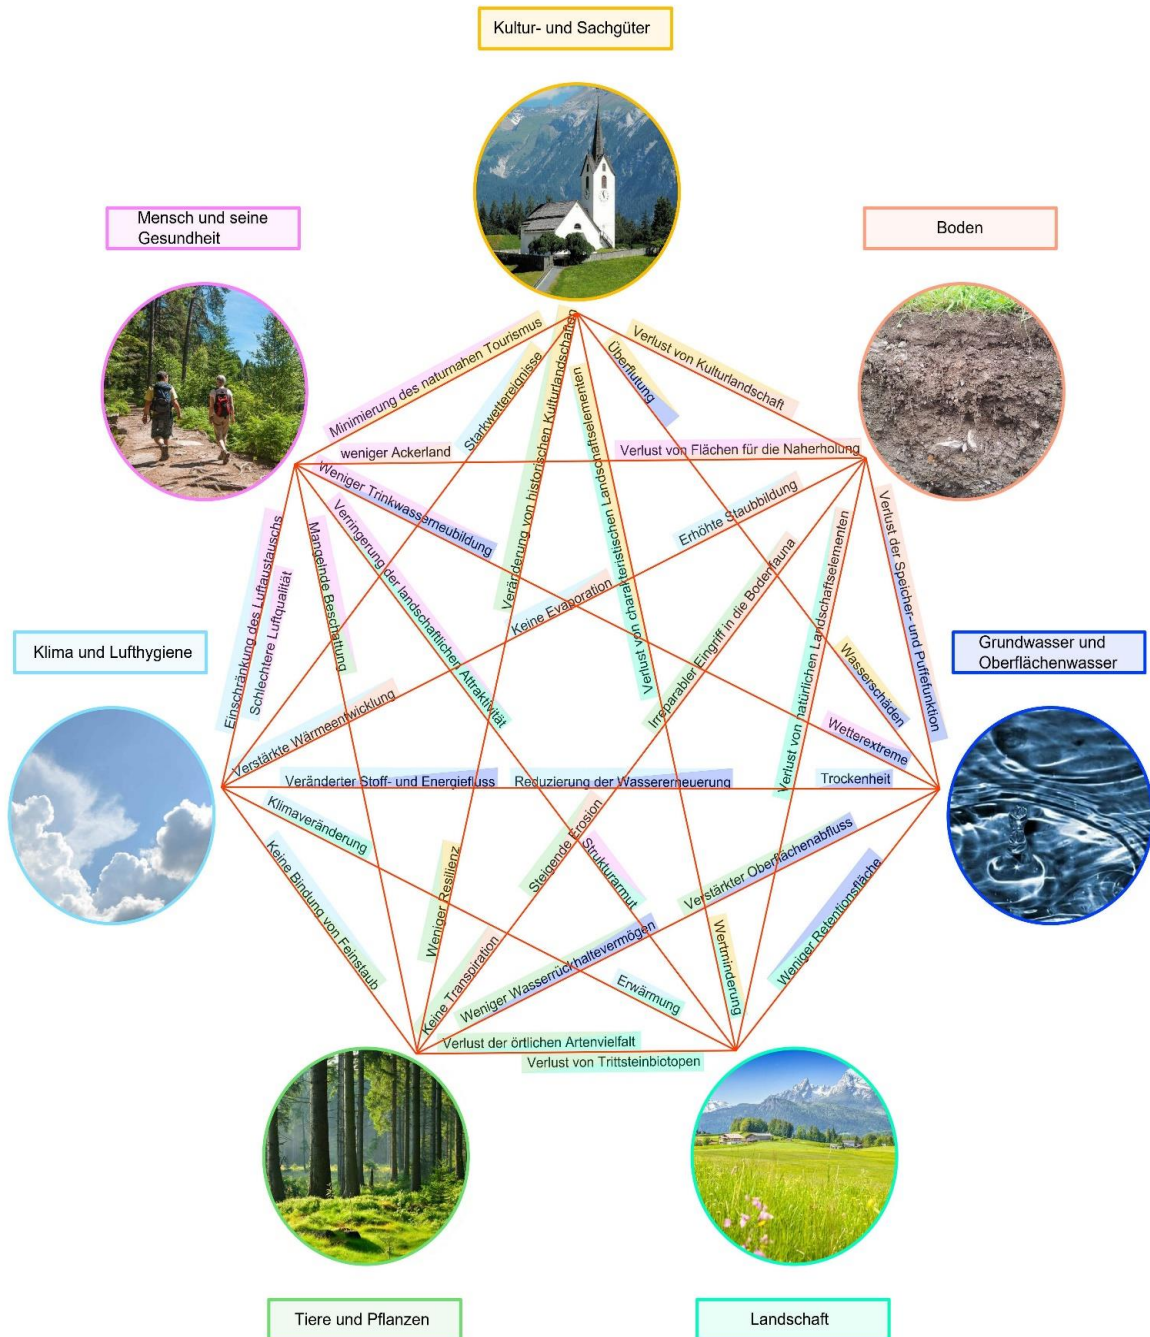 Kultur- und Sachgüter
Mensch und seine
Gesundheit
Boden
Minimierung des naturnahen Tourismus
Starkwettereignisse
Veränderung von historischen Kulturlandschaften
Verlust von charakteristischen Landschaftselementen
Überflutung
Verlust von Kulturlandschaft
weniger Ackerland
Verlust von Flächen für die Naherholung
Weniger Trinkwasserneubildung
Verringerung der landschaftlichen Attraktivität
Mangelnde Beschattung
Einschränkung des Luftaustauschs
Schlechtere Luftqualität
Erhöhte Staubbildung
Keine Evaporation
Irreparabler Eingriff in die Bodenfauna
Verlust von natürlichen Landschaftselementen
Verlust der Speicher- und Puffefunktion
Klima und Lufthygiene
Grundwasser und
Oberflächenwasser
Wasserschäden
Wetterextreme
Verstärkte Wärmeentwicklung
Veränderter Stoff- und Energiefluss
Reduzierung der Wassererneuerung
Trockenheit
Klimaveränderung
Keine Bindung von Feinstaub
Weniger Resilienz
Steigende Erosion
Strukturarmut
Verstärkter Oberflächenabfluss
Weniger Retentionsfläche
Keine Transpiration
Weniger Wasserrückhaltevermögen
Erwärmung
Wertminderung
Verlust der örtlichen Artenvielfalt
Verlust von Trittsteinbiotopen
Tiere und Pflanzen
Landschaft